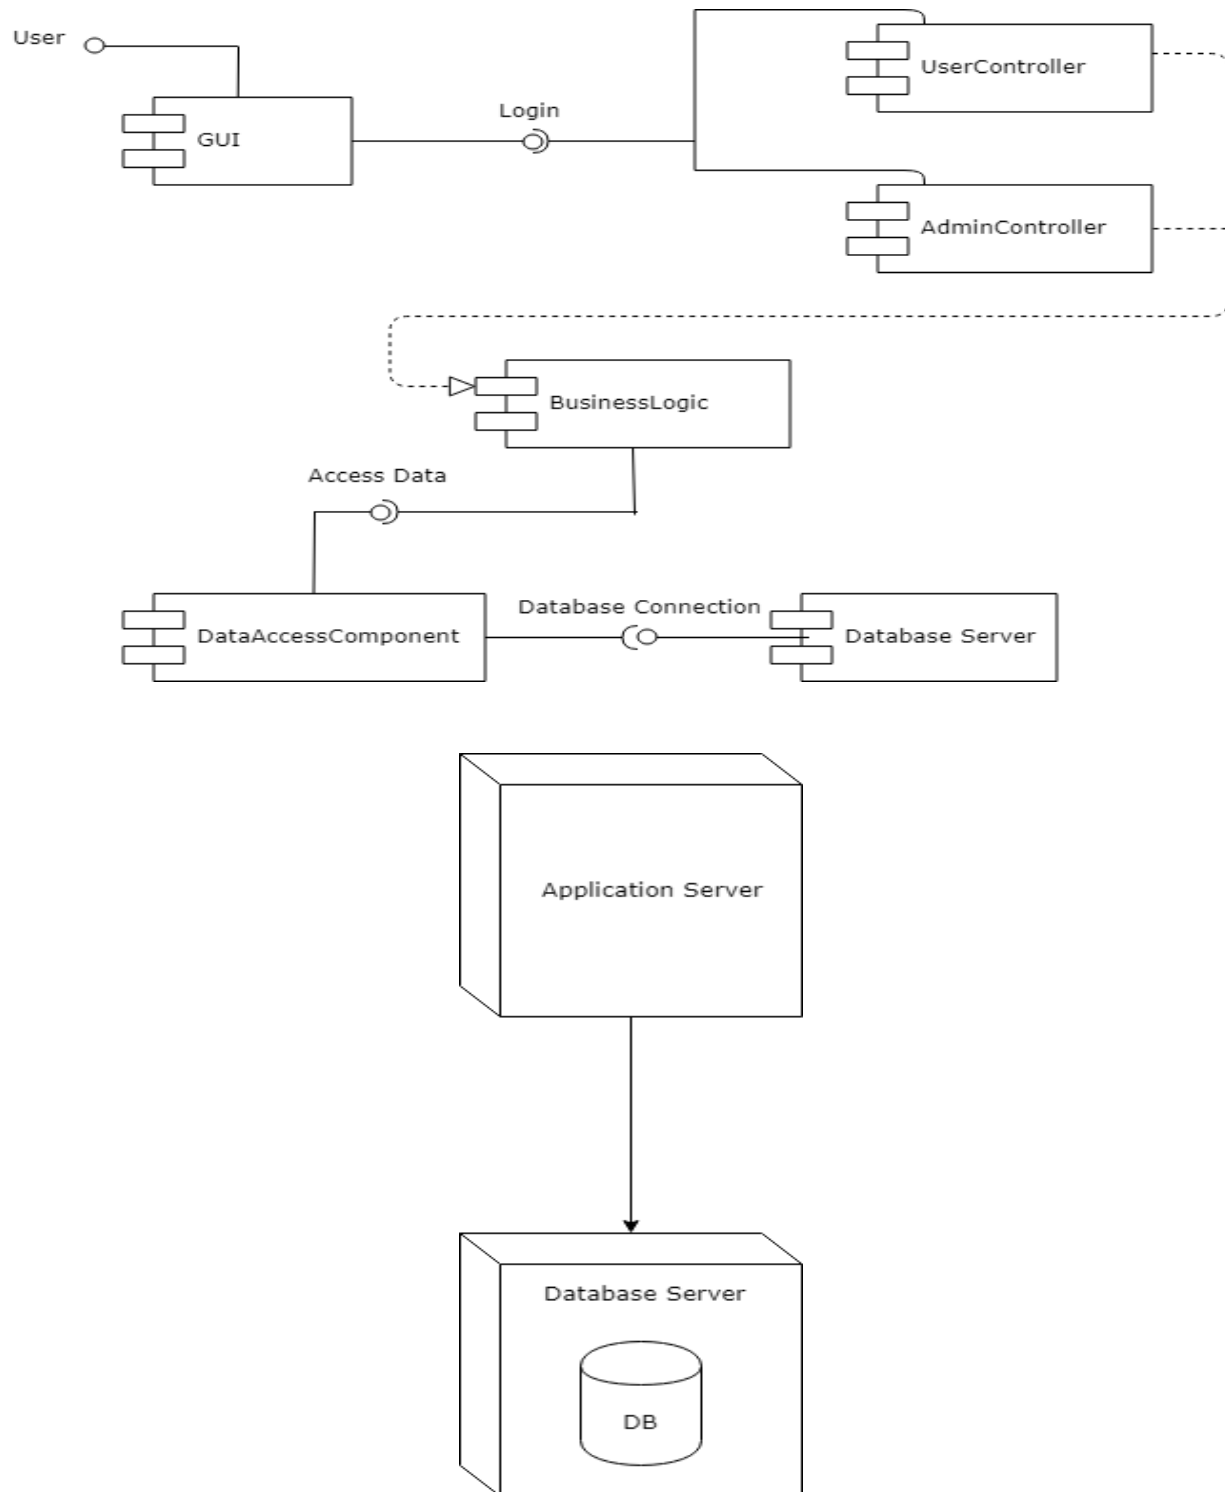 User
GUI
Login
UserController
AdminController
BusinessLogic
Access Data
DataAccessComponent
Database Connection
Database Server
Application Server
Database Server
DB